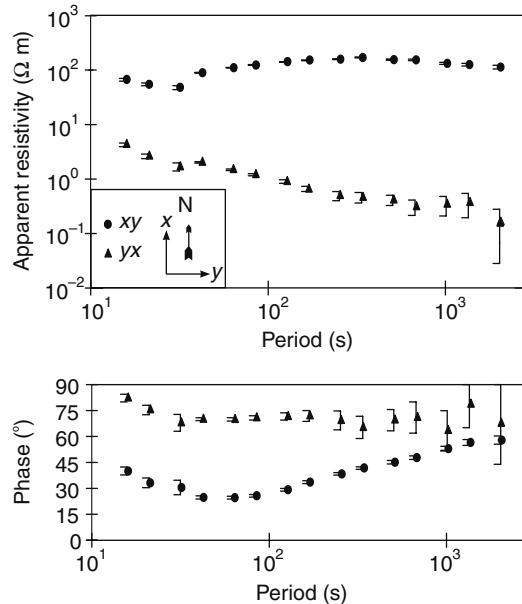 Apparent resistivity (Ω m)
10³
10²
10¹
10⁰
10⁻¹
10⁻²
xy
yx
N
x
y
10¹
10²
10³
Period (s)
Phase (°)
90
75
60
45
30
15
0
10¹
10²
10³
Period (s)